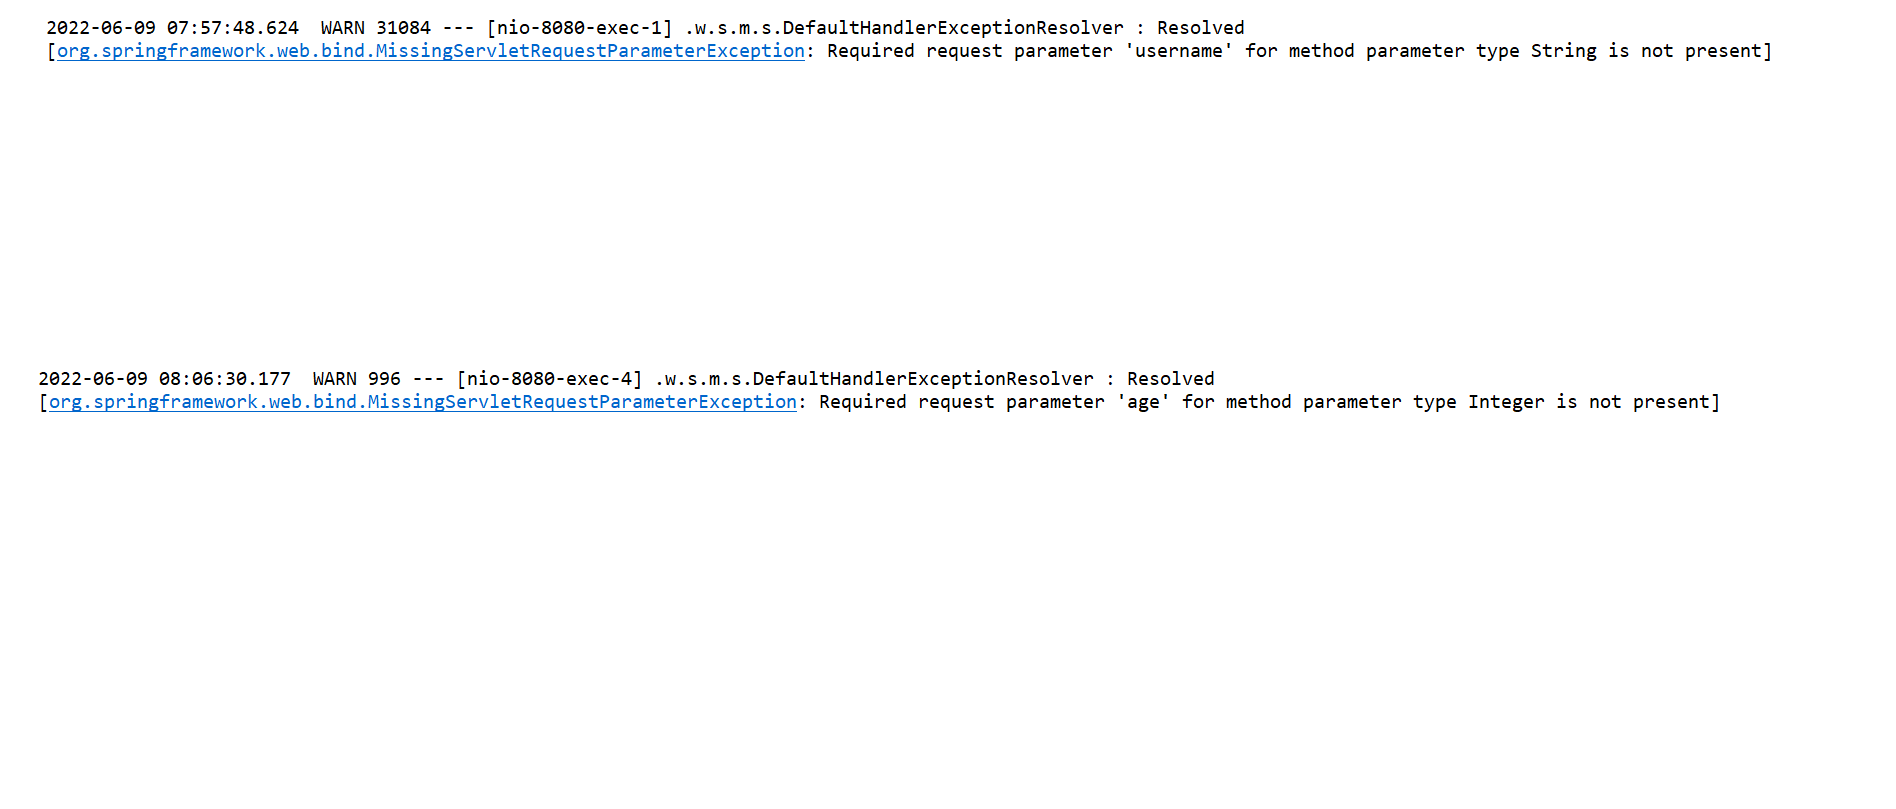 2022-06-09 07:57:48.624  WARN 31084 --- [nio-8080-exec-1] .w.s.m.s.DefaultHandlerExceptionResolver : Resolved
[org.springframework.web.bind.MissingServletRequestParameterException: Required request parameter 'username' for method parameter type String is not present]
2022-06-09 08:06:30.177  WARN 996 --- [nio-8080-exec-4] .w.s.m.s.DefaultHandlerExceptionResolver : Resolved
[org.springframework.web.bind.MissingServletRequestParameterException: Required request parameter 'age' for method parameter type Integer is not present]